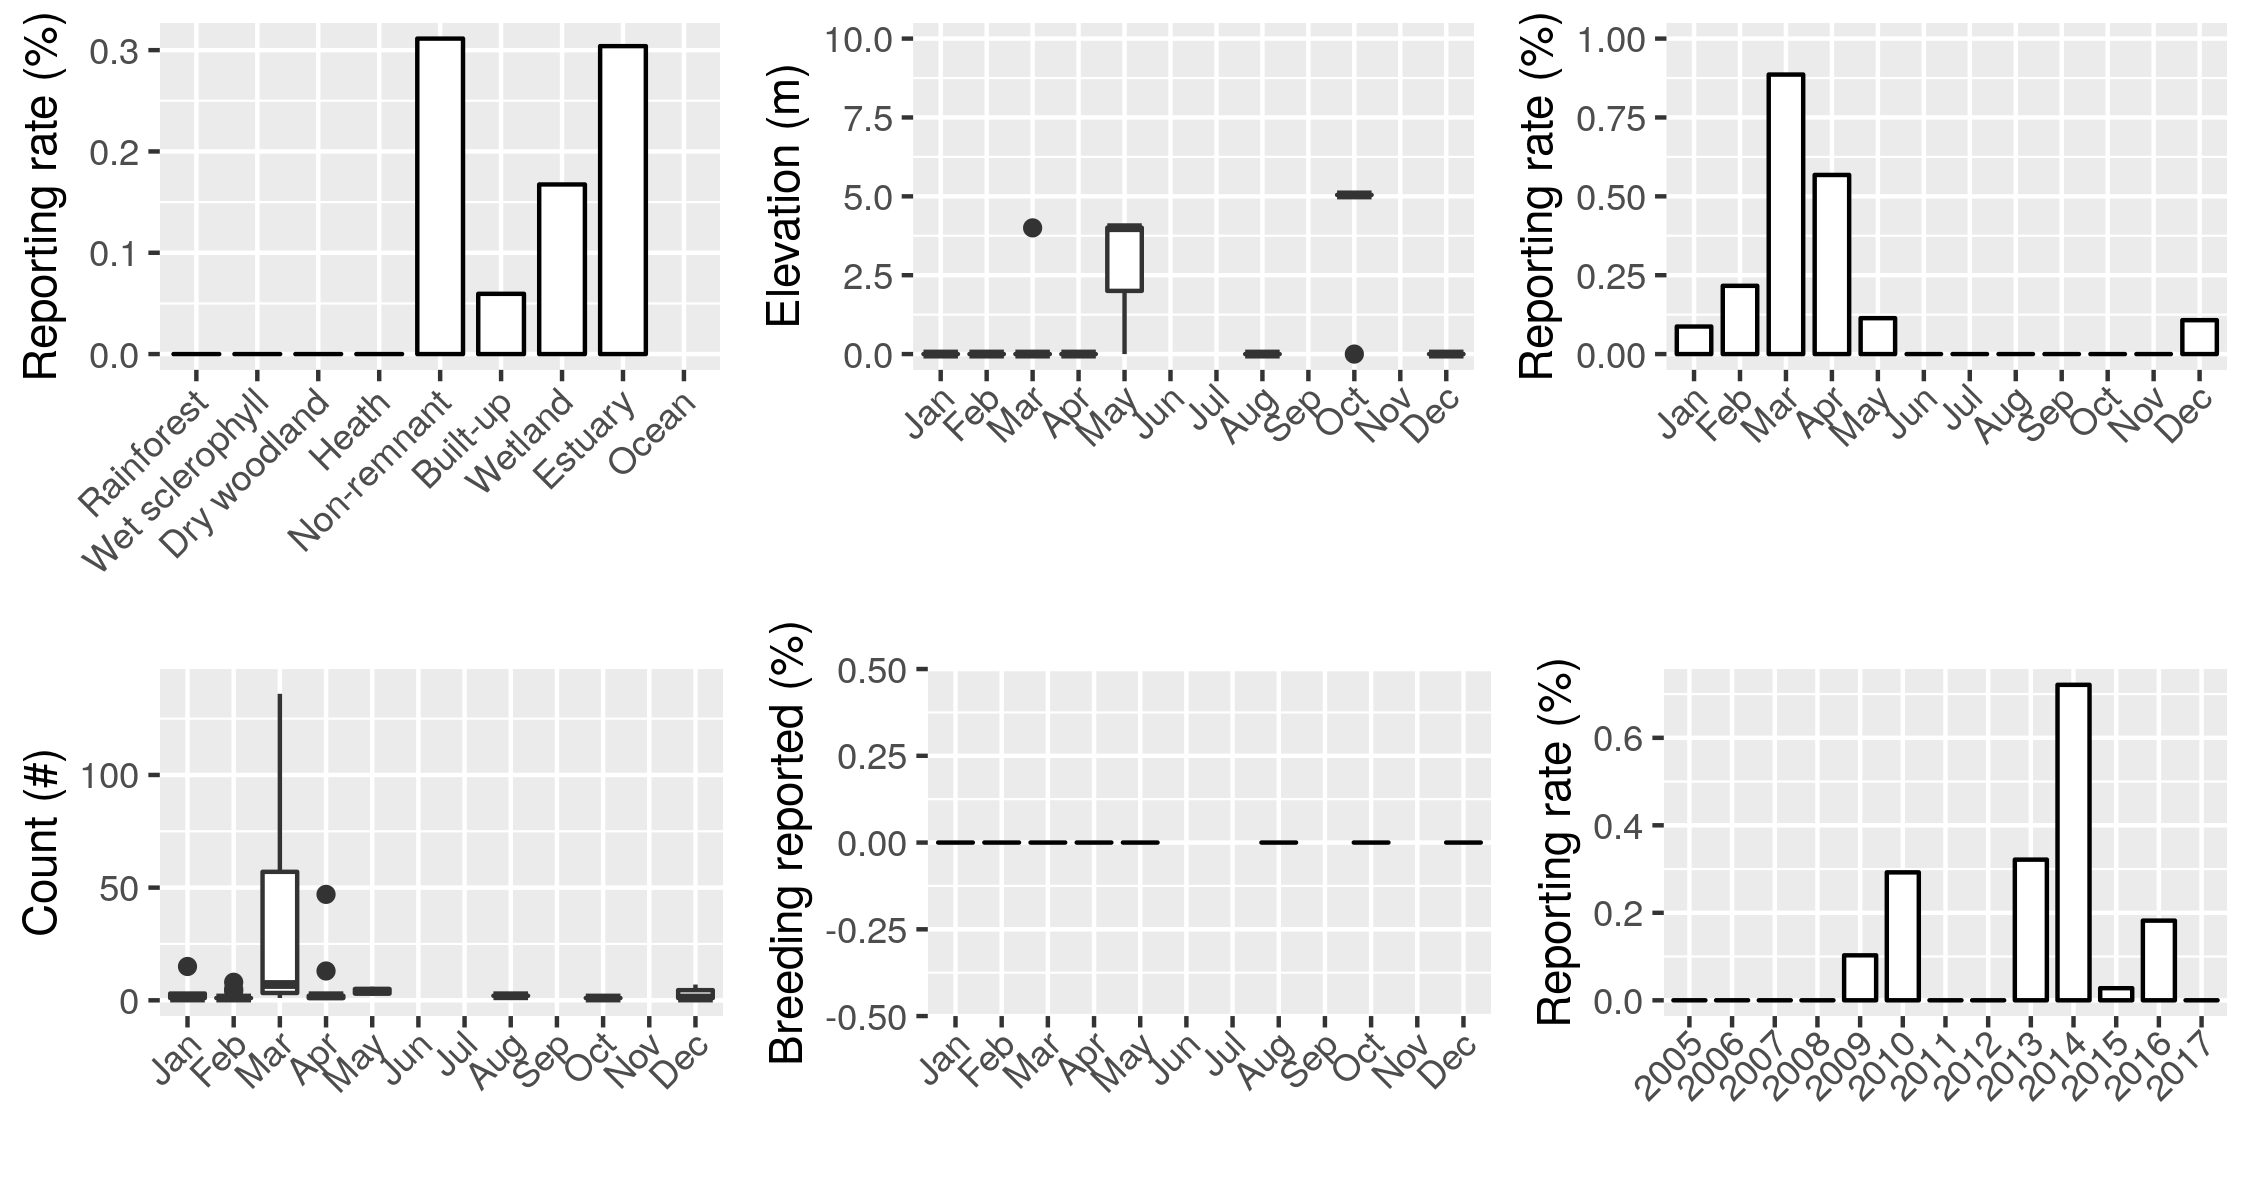 Reporting rate (%)
0.3
0.2
0.1
0.0
Rainforest
Wet sclerophyll
Dry woodland
Heath
Non-remnant
Built-up
Wetland
Estuary
Ocean
Elevation (m)
10.0
7.5
5.0
2.5
0.0
Jan Feb Mar Apr May Jun Jul Aug Sep Oct Nov Dec
Reporting rate (%)
1.00
0.75
0.50
0.25
0.00
Jan Feb Mar Apr May Jun Jul Aug Sep Oct Nov Dec
Count (#)
100
50
0
Jan Feb Mar Apr May Jun Jul Aug Sep Oct Nov Dec
Breeding reported (%)
0.50
0.25
0.00
-0.25
-0.50
Jan Feb Mar Apr May Jun Jul Aug Sep Oct Nov Dec
Reporting rate (%)
0.6
0.4
0.2
0.0
2005 2006 2007 2008 2009 2010 2011 2012 2013 2014 2015 2016 2017